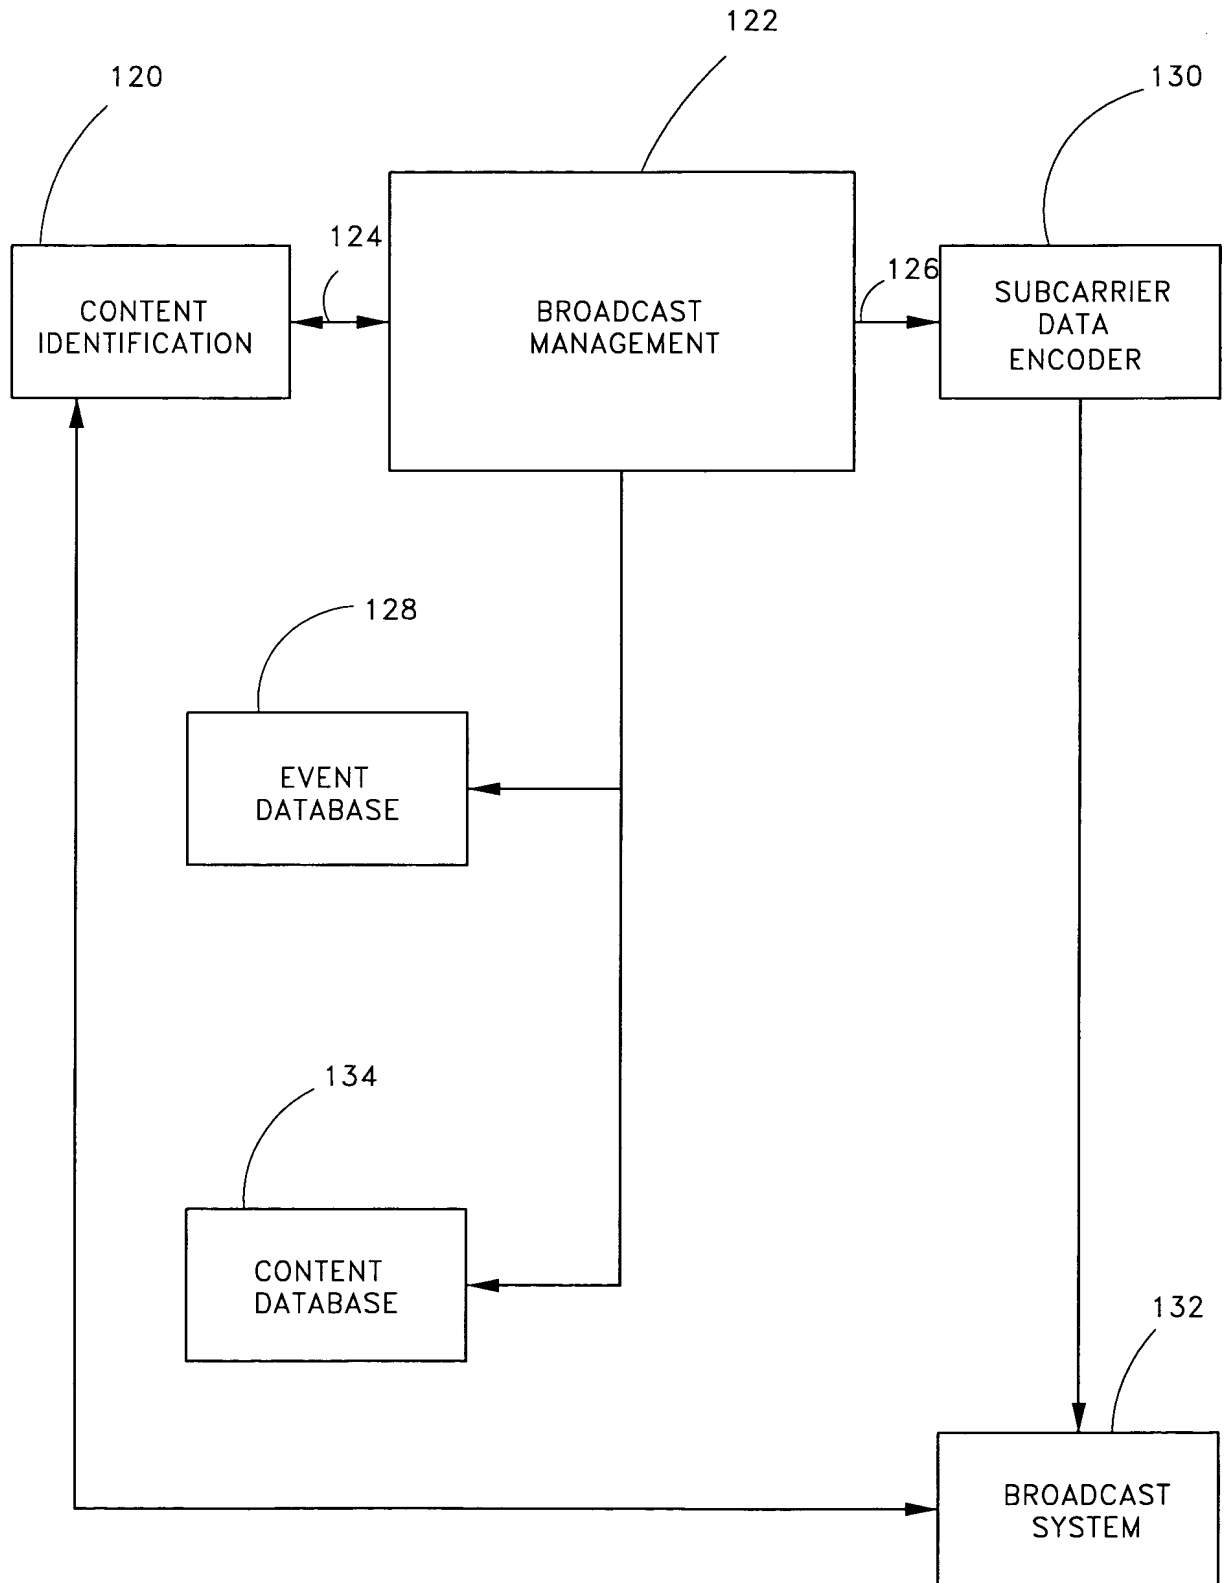 122
120
130
124
126
CONTENT
IDENTIFICATION
BROADCAST
MANAGEMENT
SUBCARRIER
DATA
ENCODER
128
EVENT
DATABASE
134
CONTENT
DATABASE
132
BROADCAST
SYSTEM